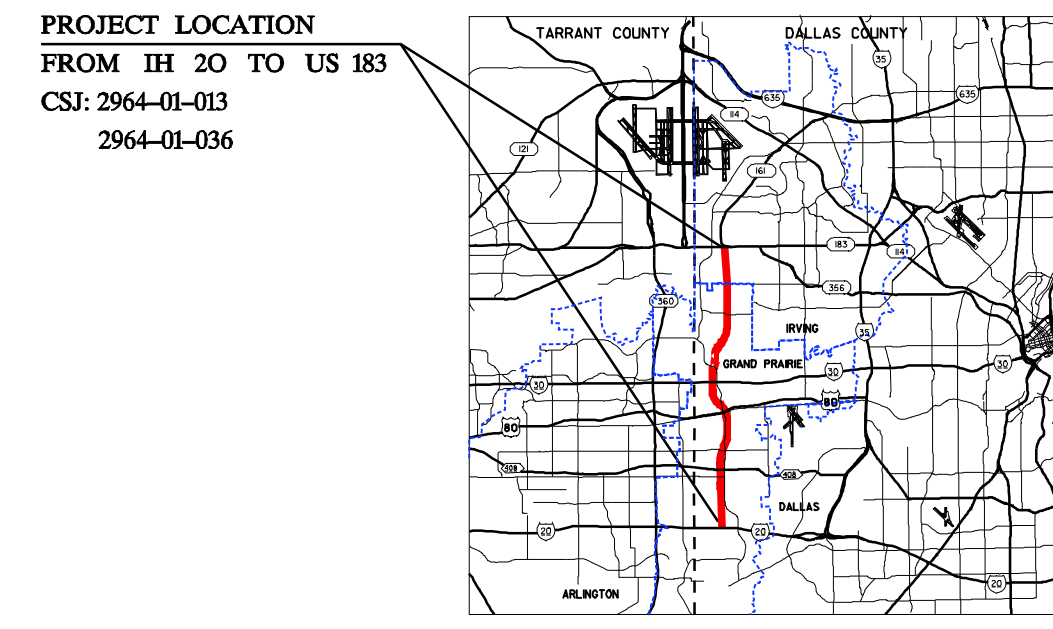 PROJECT LOCATION
FROM IH 20 TO US 183
CSJ: 2964-01-013
2964-01-036
TARRANT COUNTY
DALLAS COUNTY
35
635
635
114
121
161
183
114
356
360
IRVING
35
GRAND PRAIRIE
30
30
30
80
80
408
408
DALLAS
20
20
20
ARLINGTON